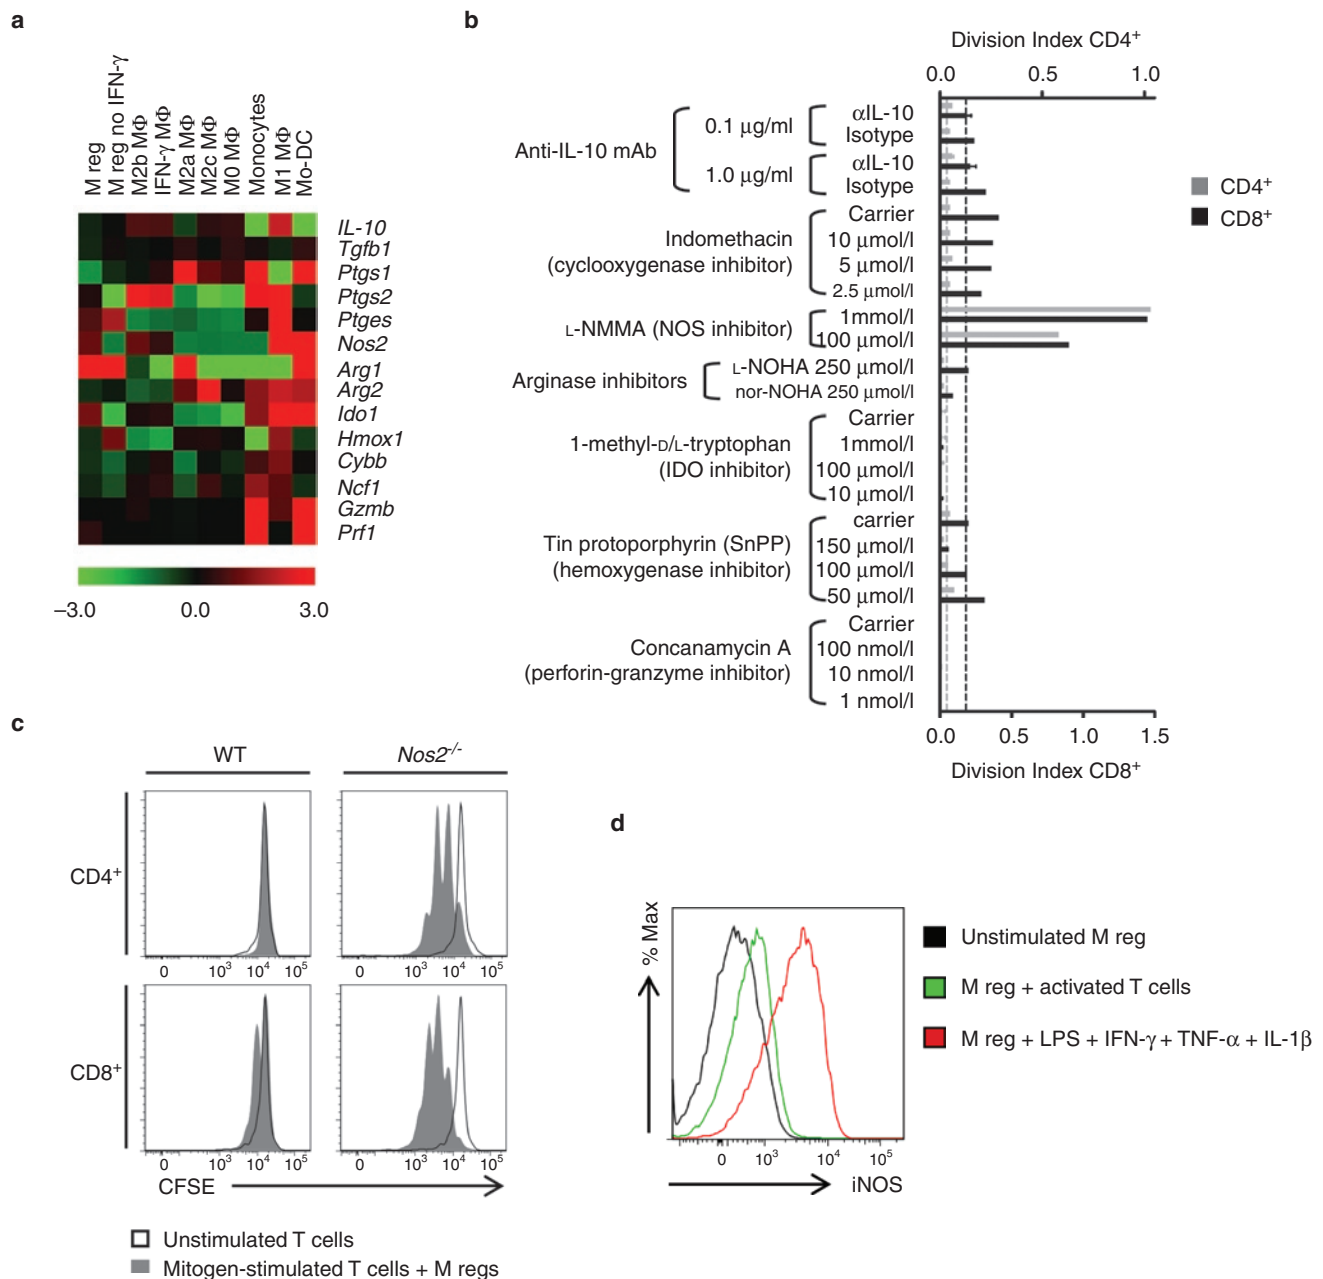 a
M reg
M reg no IFN-γ
M2b MΦ
IFN-γ MΦ
M2a MΦ
M2c MΦ
M0 MΦ
Monocytes
M1 MΦ
Mo-DC
IL-10
Tgfb1
Ptgs1
Ptgs2
Ptges
Nos2
Arg1
Arg2
Ido1
Hmox1
Cybb
Ncf1
Gzmb
Prf1
–3.0 0.0 3.0
b
Division Index CD4+
0.0 0.5 1.0
Anti-IL-10 mAb
0.1 µg/ml
αIL-10
Isotype
1.0 µg/ml
αIL-10
Isotype
Indomethacin
(cyclooxygenase inhibitor)
Carrier
10 µmol/l
5 µmol/l
2.5 µmol/l
L-NMMA (NOS inhibitor)
1mmol/l
100 µmol/l
Arginase inhibitors
L-NOHA 250 µmol/l
nor-NOHA 250 µmol/l
1-methyl-D/L-tryptophan
(IDO inhibitor)
Carrier
1mmol/l
100 µmol/l
10 µmol/l
Tin protoporphyrin (SnPP)
(hemoxygenase inhibitor)
carrier
150 µmol/l
100 µmol/l
50 µmol/l
Concanamycin A
(perforin-granzyme inhibitor)
Carrier
100 nmol/l
10 nmol/l
1 nmol/l
0.0 0.5 1.0 1.5
Division Index CD8+
CD4+
CD8+
c
WT
Nos2-/-
CD4+
0 10³ 10⁴ 10⁵
0 10³ 10⁴ 10⁵
CD8+
0 10³ 10⁴ 10⁵
0 10³ 10⁴ 10⁵
CFSE
Unstimulated T cells
Mitogen-stimulated T cells + M regs
d
% Max
0 10³ 10⁴ 10⁵
iNOS
Unstimulated M reg
M reg + activated T cells
M reg + LPS + IFN-γ + TNF-α + IL-1β